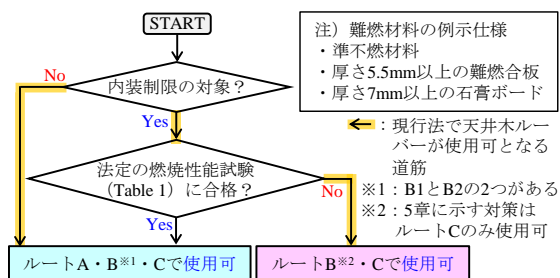 START
注）難燃材料の例示仕様
・準不燃材料
・厚さ5.5mm以上の難燃合板
・厚さ7mm以上の石膏ボード
No
内装制限の対象？
Yes
：現行法で天井木ルー
バーが使用可となる
道筋
法定の燃焼性能試験
（Table 1）に合格？
No
Yes
※1：B1とB2の2つがある
※2：5章に示す対策は
ルートCのみ使用可
ルートA・B※1・Cで使用可
ルートB※2・Cで使用可